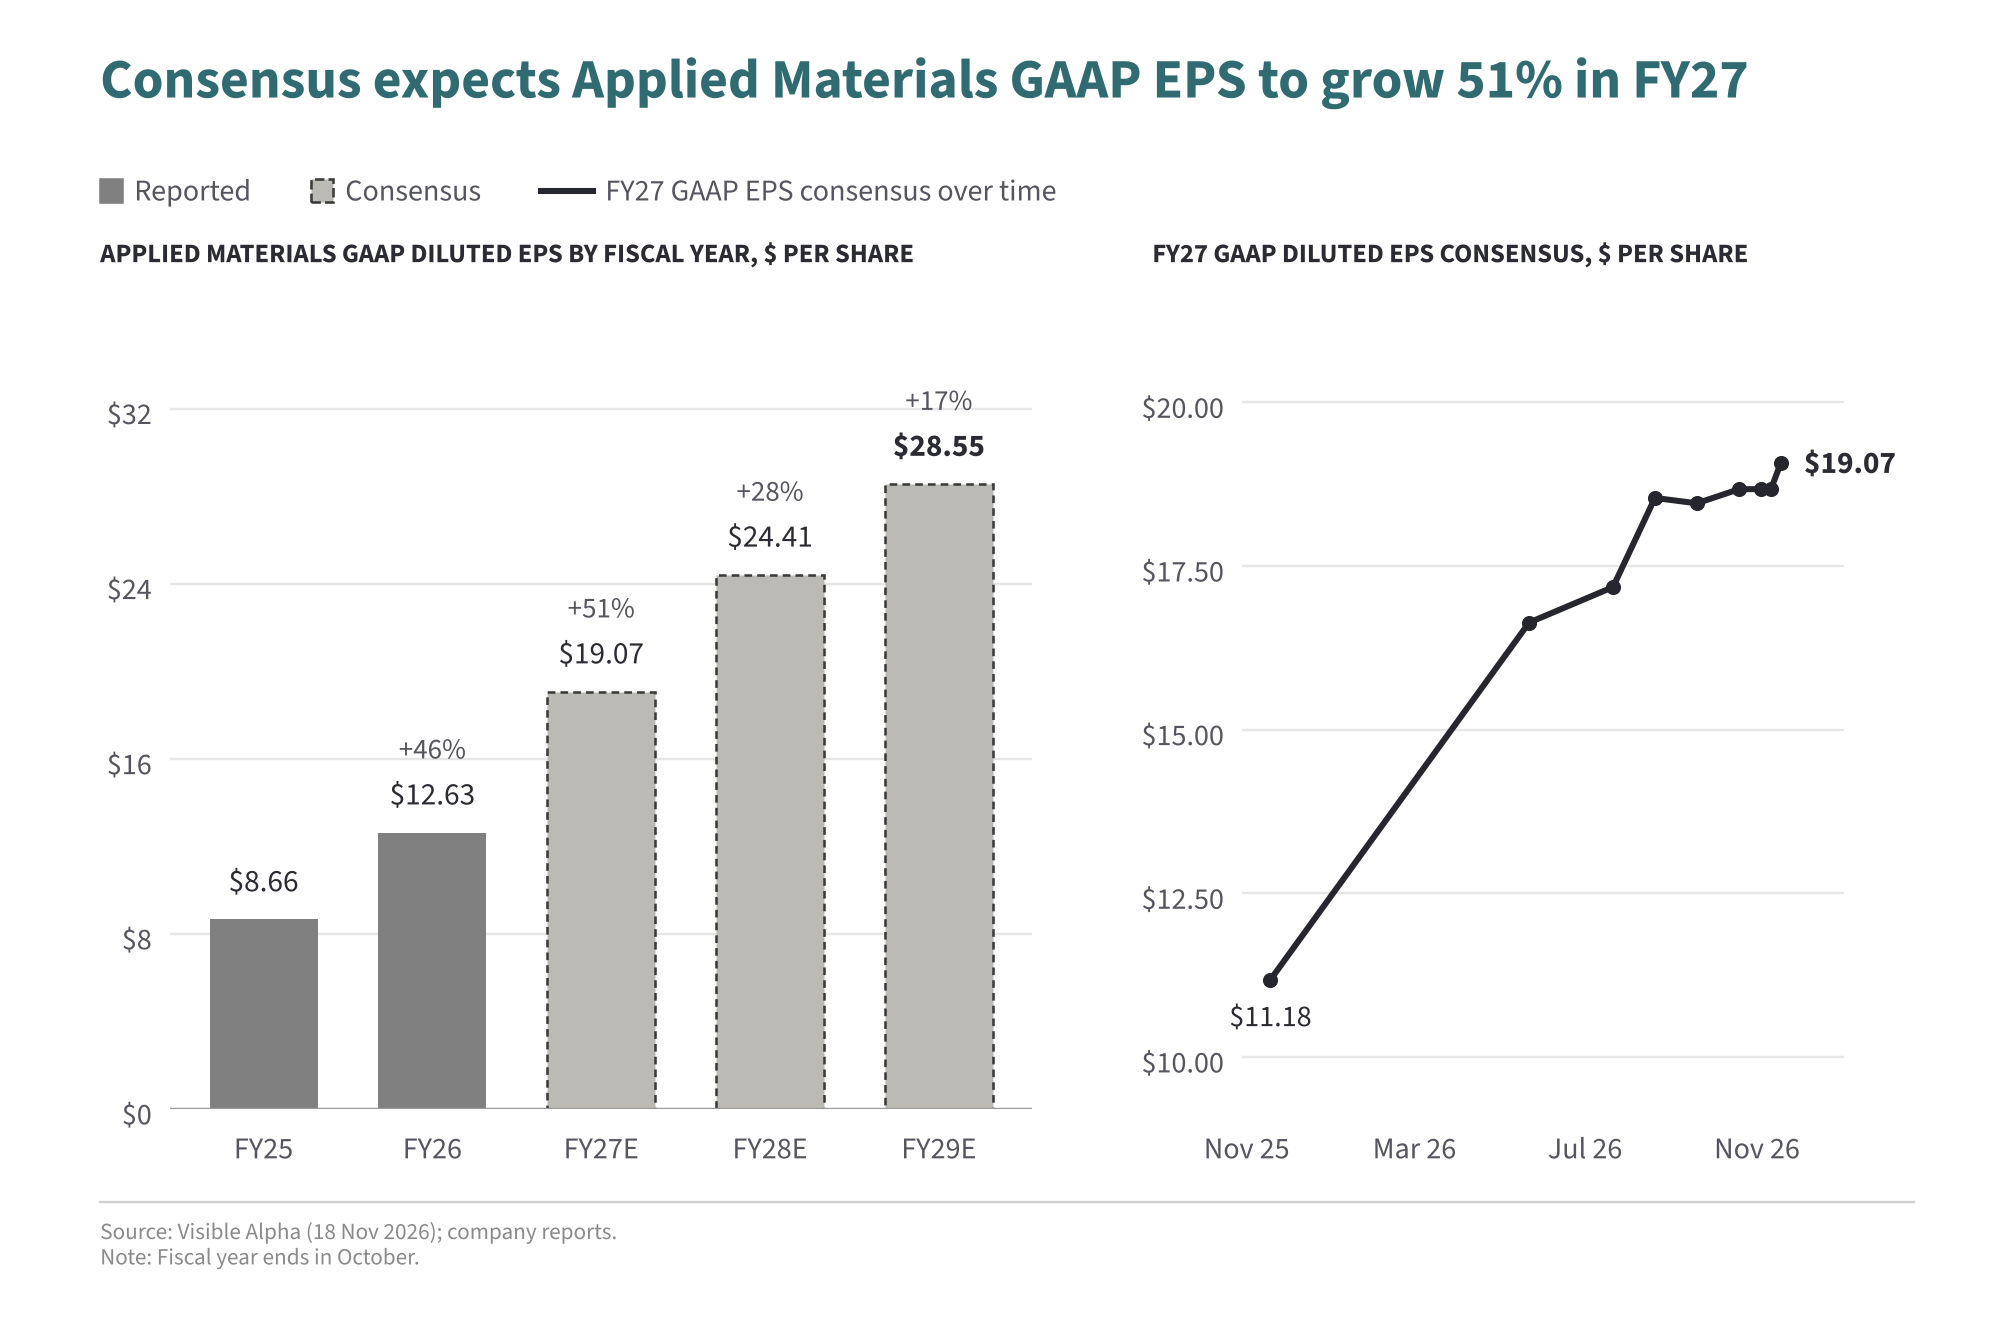 Consensus expects Applied Materials GAAP EPS to grow 51% in FY27
Reported
Consensus
FY27 GAAP EPS consensus over time
APPLIED MATERIALS GAAP DILUTED EPS BY FISCAL YEAR, $ PER SHARE
$32
$24
$16
$8
$0
$8.66
+46%
$12.63
+51%
$19.07
+28%
$24.41
+17%
$28.55
FY25
FY26
FY27E
FY28E
FY29E
FY27 GAAP DILUTED EPS CONSENSUS, $ PER SHARE
$20.00
$17.50
$15.00
$12.50
$10.00
$11.18
$19.07
Nov 25
Mar 26
Jul 26
Nov 26
Source: Visible Alpha (18 Nov 2026); company reports.
Note: Fiscal year ends in October.